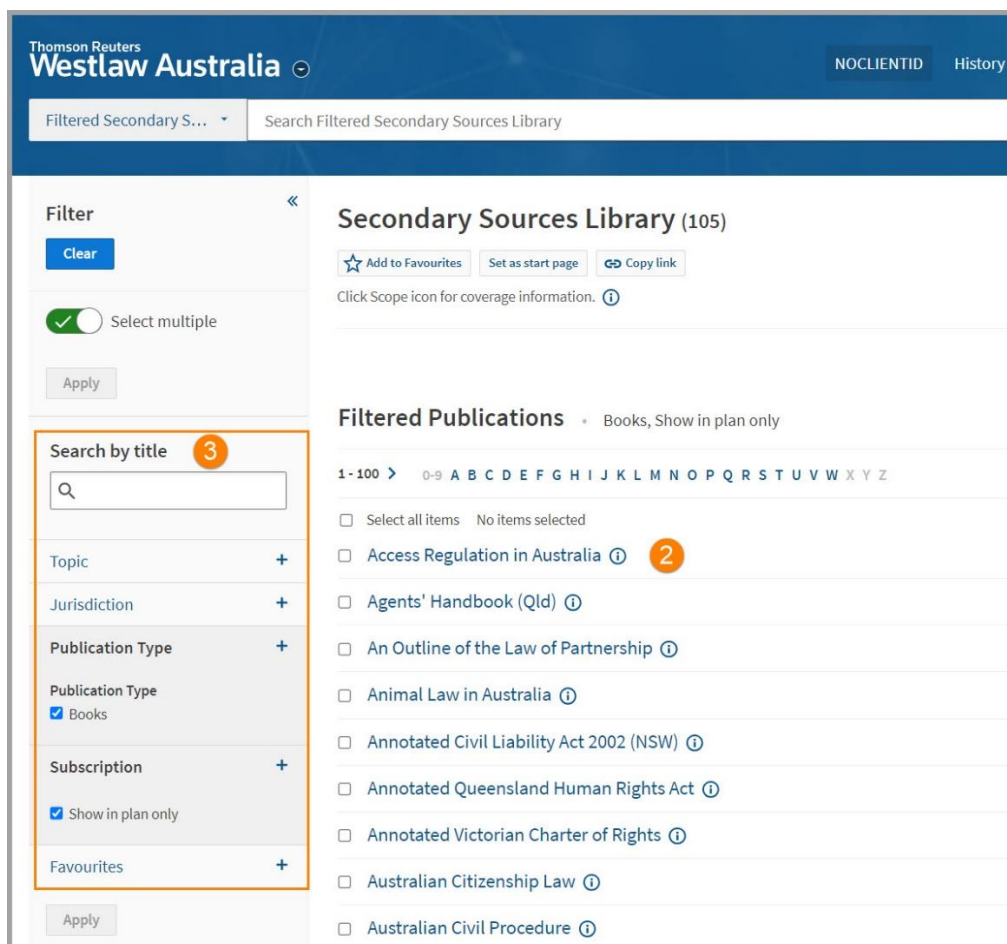 Thomson Reuters
Westlaw Australia
NOCLIENTID History
Filtered Secondary S... Search Filtered Secondary Sources Library
Filter
Clear
Select multiple
Apply
Search by title 3
Topic +
Jurisdiction +
Publication Type +
Publication Type
Books
Subscription +
Show in plan only
Favourites +
Apply
Secondary Sources Library (105)
Add to Favourites Set as start page Copy link
Click Scope icon for coverage information.
Filtered Publications • Books, Show in plan only
1 - 100 > 0-9 A B C D E F G H I J K L M N O P Q R S T U V W X Y Z
Select all items No items selected
Access Regulation in Australia 2
Agents' Handbook (Qld)
An Outline of the Law of Partnership
Animal Law in Australia
Annotated Civil Liability Act 2002 (NSW)
Annotated Queensland Human Rights Act
Annotated Victorian Charter of Rights
Australian Citizenship Law
Australian Civil Procedure